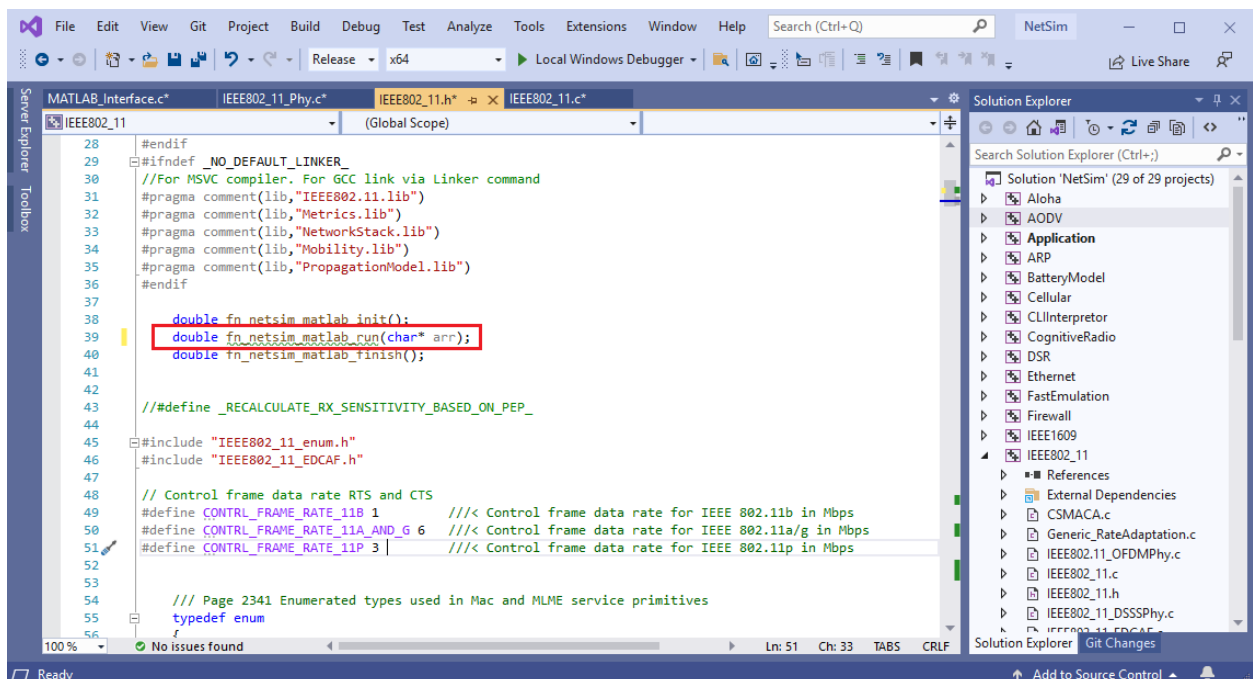 File Edit View Git Project Build Debug Test Analyze Tools Extensions Window Help Search (Ctrl+Q) NetSim
Release x64 Local Windows Debugger Live Share
Server Explorer
Toolbox
MATLAB_Interface.c* IEEE802_11_Phy.c* IEEE802_11.h* IEEE802_11.c*
IEEE802_11 (Global Scope)
28 #endif
29 #ifndef _NO_DEFAULT_LINKER_
30 //For MSVC compiler. For GCC link via Linker command
31 #pragma comment(lib,"IEEE802.11.lib")
32 #pragma comment(lib,"Metrics.lib")
33 #pragma comment(lib,"NetworkStack.lib")
34 #pragma comment(lib,"Mobility.lib")
35 #pragma comment(lib,"PropagationModel.lib")
36 #endif
37
38 double fn_netsim_matlab_init();
39 double fn_netsim_matlab_run(char* arr);
40 double fn_netsim_matlab_finish();
41
42
43 //#define _RECALCULATE_RX_SENSITIVITY_BASED_ON_PEP_
44
45 #include "IEEE802_11_enum.h"
46 #include "IEEE802_11_EDCAF.h"
47
48 // Control frame data rate RTS and CTS
49 #define CONTRL_FRAME_RATE_11B 1 ///< Control frame data rate for IEEE 802.11b in Mbps
50 #define CONTRL_FRAME_RATE_11A_AND_G 6 ///< Control frame data rate for IEEE 802.11a/g in Mbps
51 #define CONTRL_FRAME_RATE_11P 3 ///< Control frame data rate for IEEE 802.11p in Mbps
52
53
54 /// Page 2341 Enumerated types used in Mac and MLME service primitives
55 typedef enum
56 {
100 % No issues found Ln: 51 Ch: 33 TABS CRLF
Solution Explorer
Search Solution Explorer (Ctrl+;)
Solution 'NetSim' (29 of 29 projects)
Aloha
AODV
Application
ARP
BatteryModel
Cellular
CLIInterpretor
CognitiveRadio
DSR
Ethernet
FastEmulation
Firewall
IEEE1609
IEEE802_11
References
External Dependencies
CSMACA.c
Generic_RateAdaptation.c
IEEE802.11_OFDMPhy.c
IEEE802_11.c
IEEE802_11.h
IEEE802_11_DSSSPhy.c
Solution Explorer Git Changes
Ready Add to Source Control